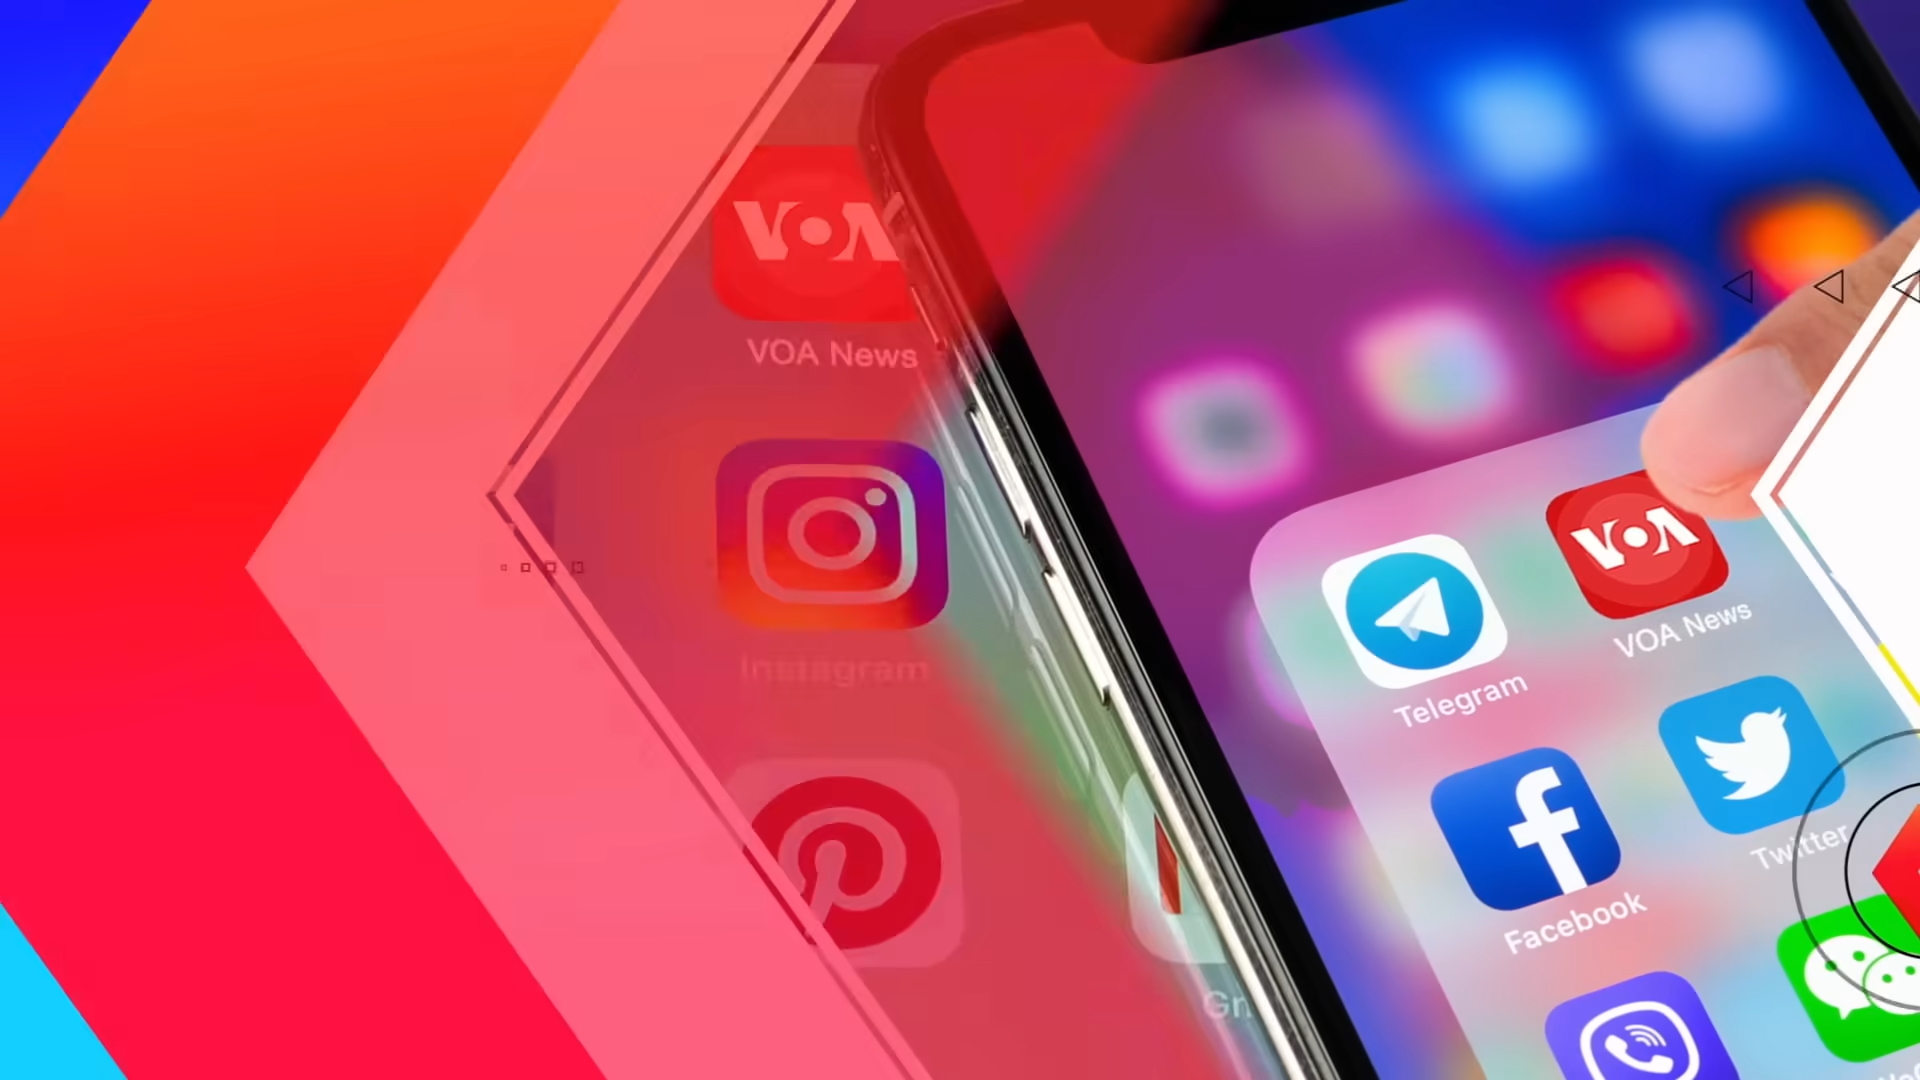 VOA
VOA News
Instagram
VOA
VOA News
Telegram
Twitter
Facebook